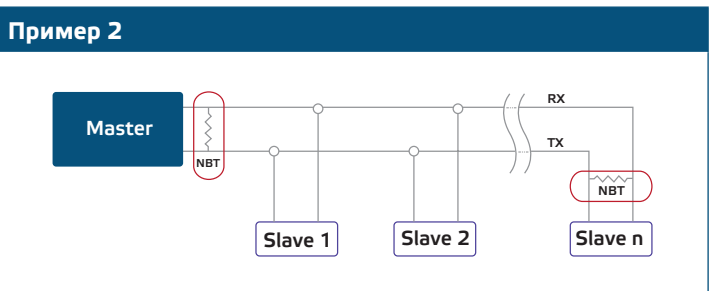 Пример 2
Master
NBT
RX
TX
NBT
Slave 1
Slave 2
Slave n